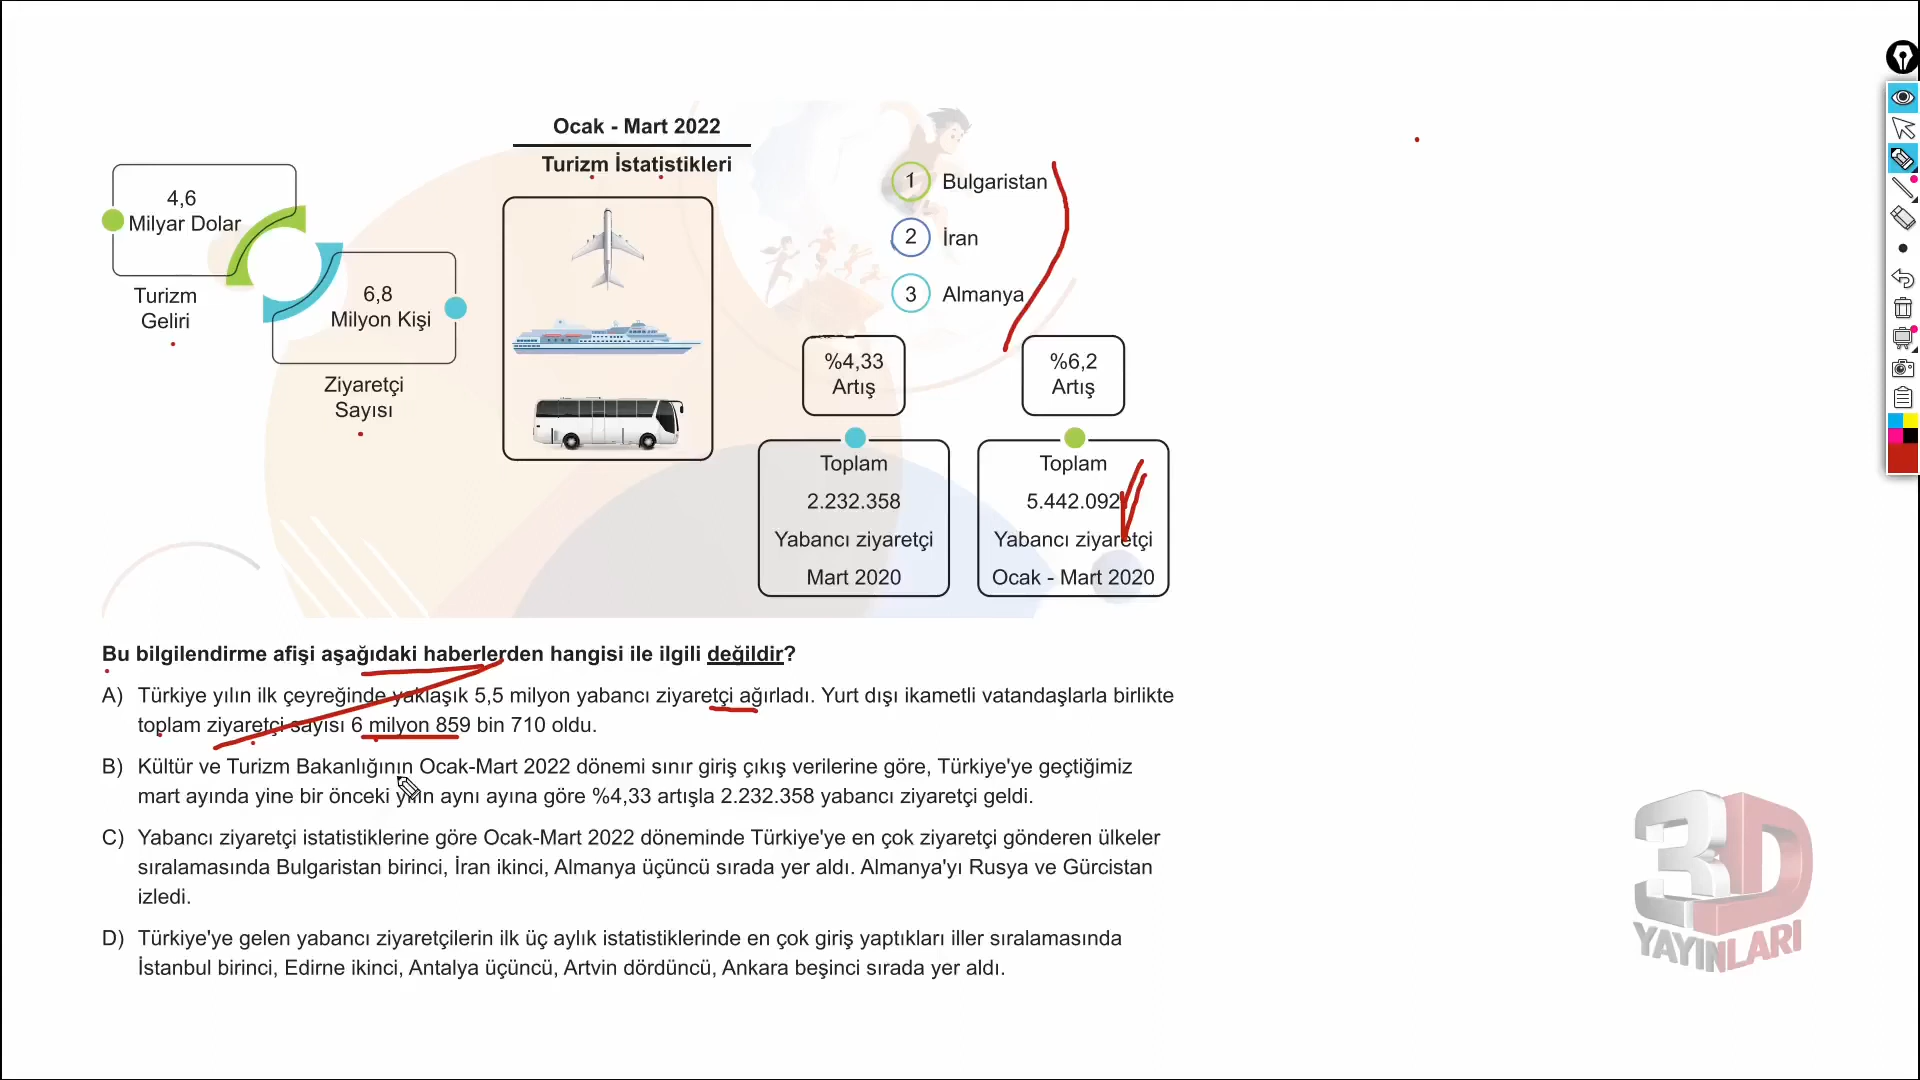 Ocak - Mart 2022
Turizm İstatistikleri
4,6
Milyar Dolar
Turizm
Geliri
6,8
Milyon Kişi
Ziyaretçi
Sayısı
1 Bulgaristan
2 İran
3 Almanya
%4,33
Artış
Toplam
2.232.358
Yabancı ziyaretçi
Mart 2020
%6,2
Artış
Toplam
5.442.092
Yabancı ziyaretçi
Ocak - Mart 2020
Bu bilgilendirme afişi aşağıdaki haberlerden hangisi ile ilgili değildir?
A) Türkiye yılın ilk çeyreğinde yaklaşık 5,5 milyon yabancı ziyaretçi ağırladı. Yurt dışı ikametli vatandaşlarla birlikte
toplam ziyaretçi sayısı 6 milyon 859 bin 710 oldu.
B) Kültür ve Turizm Bakanlığının Ocak-Mart 2022 dönemi sınır giriş çıkış verilerine göre, Türkiye'ye geçtiğimiz
mart ayında yine bir önceki yılın aynı ayına göre %4,33 artışla 2.232.358 yabancı ziyaretçi geldi.
C) Yabancı ziyaretçi istatistiklerine göre Ocak-Mart 2022 döneminde Türkiye'ye en çok ziyaretçi gönderen ülkeler
sıralamasında Bulgaristan birinci, İran ikinci, Almanya üçüncü sırada yer aldı. Almanya'yı Rusya ve Gürcistan
izledi.
D) Türkiye'ye gelen yabancı ziyaretçilerin ilk üç aylık istatistiklerinde en çok giriş yaptıkları iller sıralamasında
İstanbul birinci, Edirne ikinci, Antalya üçüncü, Artvin dördüncü, Ankara beşinci sırada yer aldı.
3D
YAYINLARI